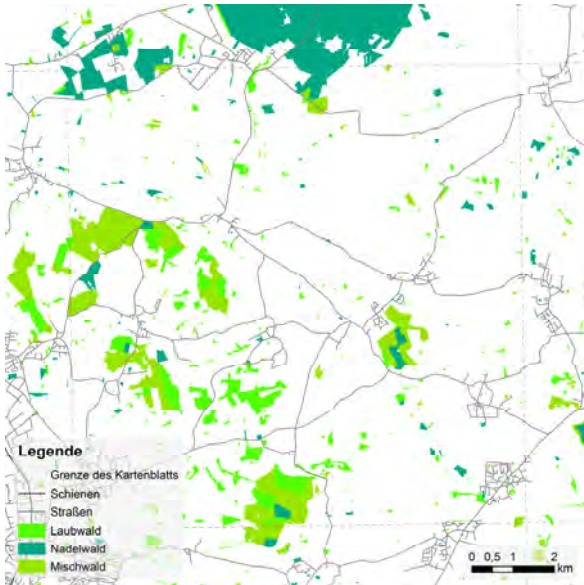 Legende
Grenze des Kartenblatts
Schienen
Straßen
Laubwald
Nadelwald
Mischwald
0 0,5 1 2
km